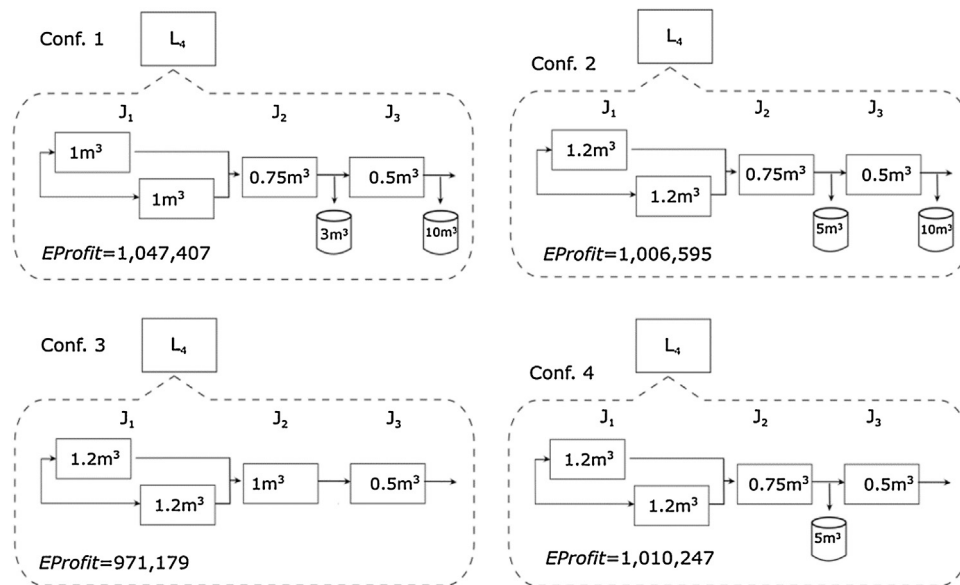 Conf. 1
L₄
J₁ J₂ J₃
1m³
1m³
0.75m³
0.5m³
3m³
10m³
EProfit=1,047,407
Conf. 2
L₄
J₁ J₂ J₃
1.2m³
1.2m³
0.75m³
0.5m³
5m³
10m³
EProfit=1,006,595
Conf. 3
L₄
J₁ J₂ J₃
1.2m³
1.2m³
1m³
0.5m³
EProfit=971,179
Conf. 4
L₄
J₁ J₂ J₃
1.2m³
1.2m³
0.75m³
0.5m³
5m³
EProfit=1,010,247